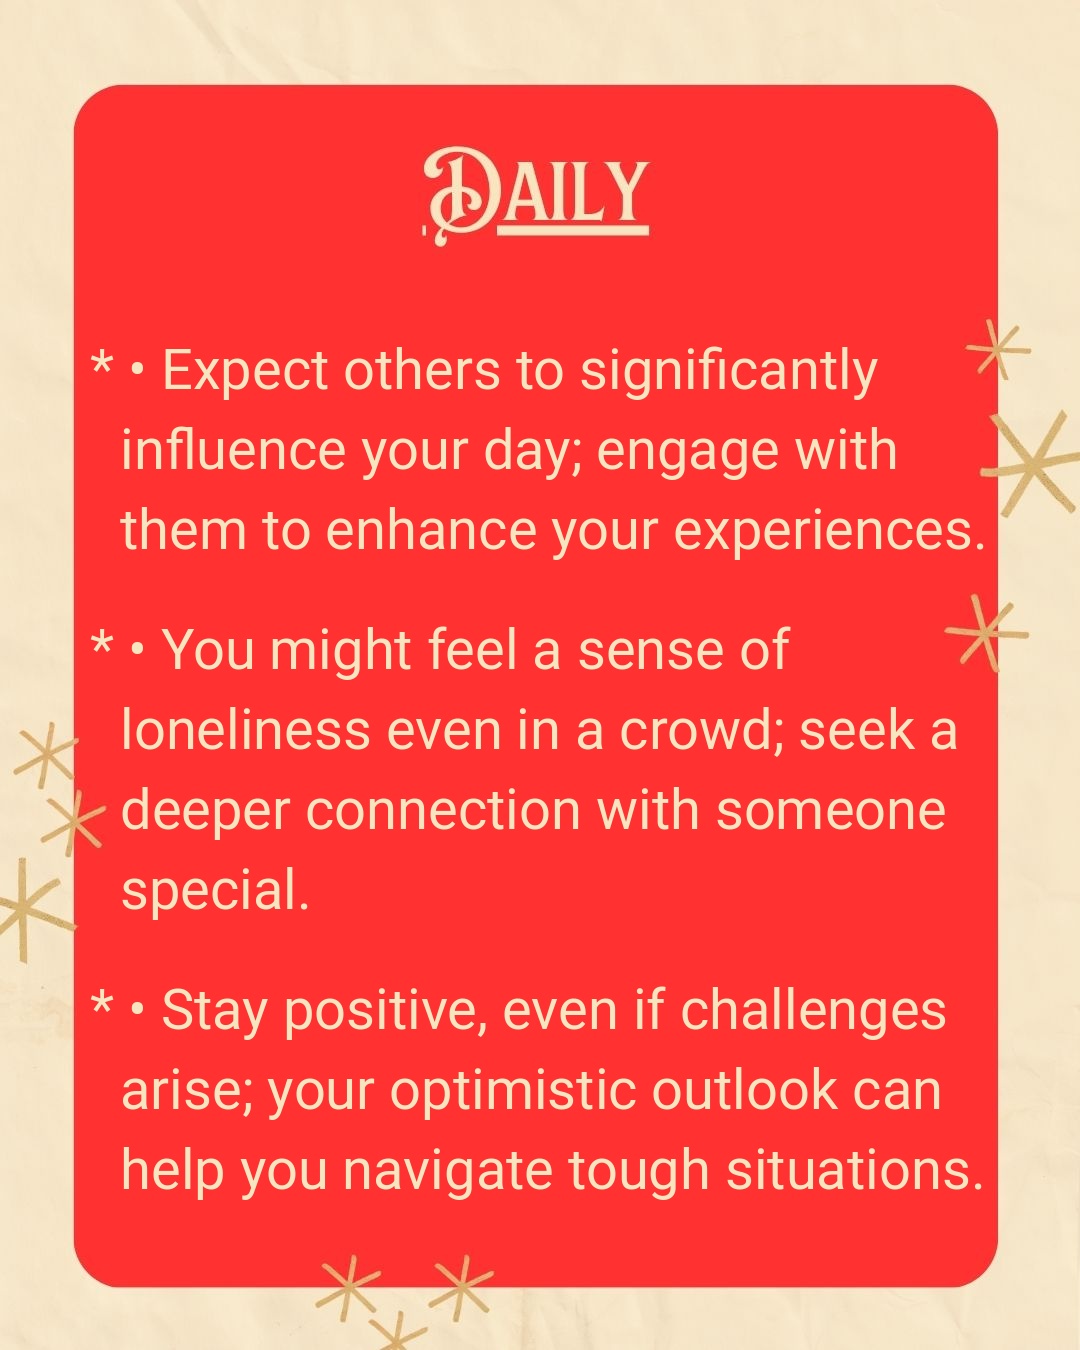 Daily
* • Expect others to significantly
influence your day; engage with
them to enhance your experiences.
* • You might feel a sense of
loneliness even in a crowd; seek a
deeper connection with someone
special.
* • Stay positive, even if challenges
arise; your optimistic outlook can
help you navigate tough situations.